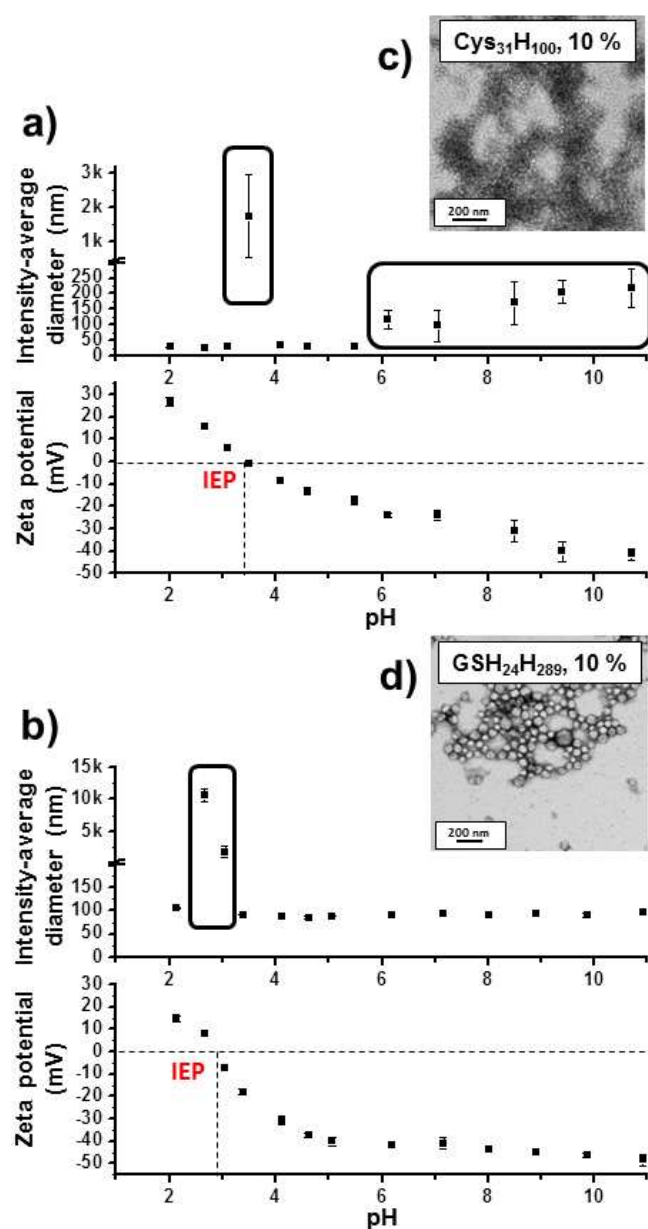 c)
Cys₃₁H₁₀₀, 10 %
200 nm
a)
Intensity-average
diameter (nm)
3k
2k
1k
250
200
150
100
50
0
2 4 6 8 10
Zeta potential
(mV)
30
20
10
0
-10
-20
-30
-40
-50
IEP
2 4 6 8 10
pH
d)
GSH₂₄H₂₈₉, 10 %
200 nm
b)
Intensity-average
diameter (nm)
15k
10k
5k
150
100
50
0
2 4 6 8 10
Zeta potential
(mV)
30
20
10
0
-10
-20
-30
-40
-50
IEP
2 4 6 8 10
pH